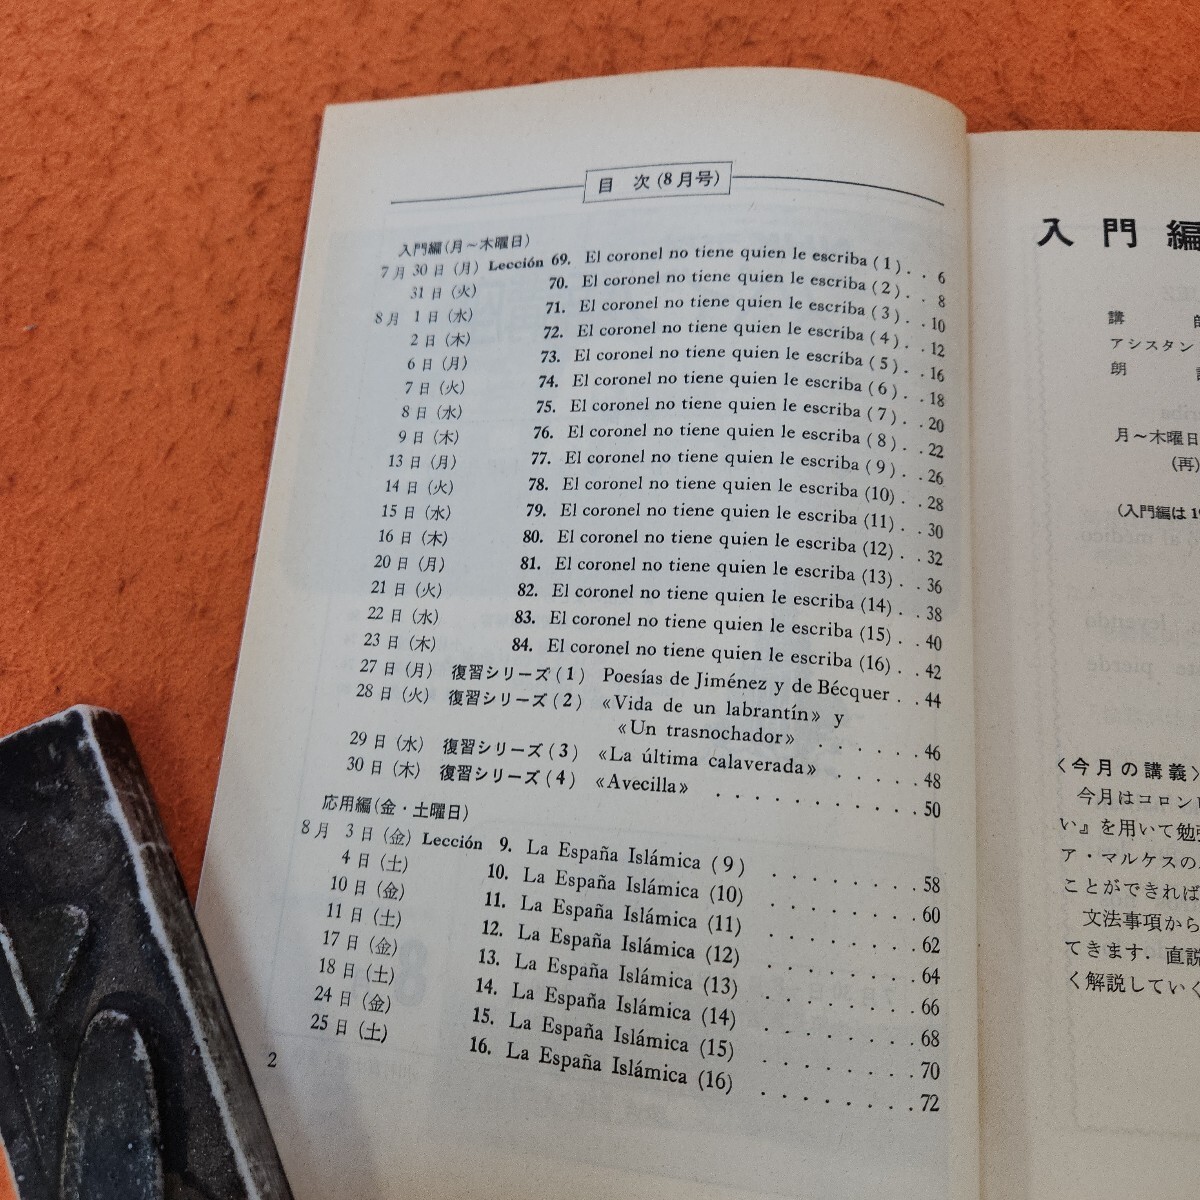 目 次(8月号)
入門編(月～木曜日)
7月 30日(月) Lección 69. El coronel no tiene quien le escriba (1) . . 6
31日(火) 70. El coronel no tiene quien le escriba (2) . . 8
8月 1日(水) 71. El coronel no tiene quien le escriba (3) . . 10
2日(木) 72. El coronel no tiene quien le escriba (4) . . 12
6日(月) 73. El coronel no tiene quien le escriba (5) . . 16
7日(火) 74. El coronel no tiene quien le escriba (6) . . 18
8日(水) 75. El coronel no tiene quien le escriba (7) . . 20
9日(木) 76. El coronel no tiene quien le escriba (8) . . 22
13日(月) 77. El coronel no tiene quien le escriba (9) . . 26
14日(火) 78. El coronel no tiene quien le escriba (10) . . 28
15日(水) 79. El coronel no tiene quien le escriba (11) . . 30
16日(木) 80. El coronel no tiene quien le escriba (12) . . 32
20日(月) 81. El coronel no tiene quien le escriba (13) . . 36
21日(火) 82. El coronel no tiene quien le escriba (14) . . 38
22日(水) 83. El coronel no tiene quien le escriba (15) . . 40
23日(木) 84. El coronel no tiene quien le escriba (16) . . 42
27日(月) 復習シリーズ(1) Poesías de Jiménez y de Bécquer . . 44
28日(火) 復習シリーズ(2) «Vida de un labrantín» y
«Un trasnochador» . . . . . . 46
29日(水) 復習シリーズ(3) «La última calaverada» . . . . . 48
30日(木) 復習シリーズ(4) «Avecilla» . . . . . . . . . . . 50
応用編(金・土曜日)
8月 3日(金) Lección 9. La España Islámica (9) . . . . . . . . 58
4日(土) 10. La España Islámica (10) . . . . . . . . 60
10日(金) 11. La España Islámica (11) . . . . . . . . 62
11日(土) 12. La España Islámica (12) . . . . . . . . 64
17日(金) 13. La España Islámica (13) . . . . . . . . 66
18日(土) 14. La España Islámica (14) . . . . . . . . 68
24日(金) 15. La España Islámica (15) . . . . . . . . 70
25日(土) 16. La España Islámica (16) . . . . . . . . 72
2
入門編
講
アシスタン
朗
月～木曜日
(再)
(入門編は19
〈今月の講義〉
今月はコロン
い』を用いて勉強
ア・マルケスの
ことができれば
文法事項から
てきます．直説
く解説していく